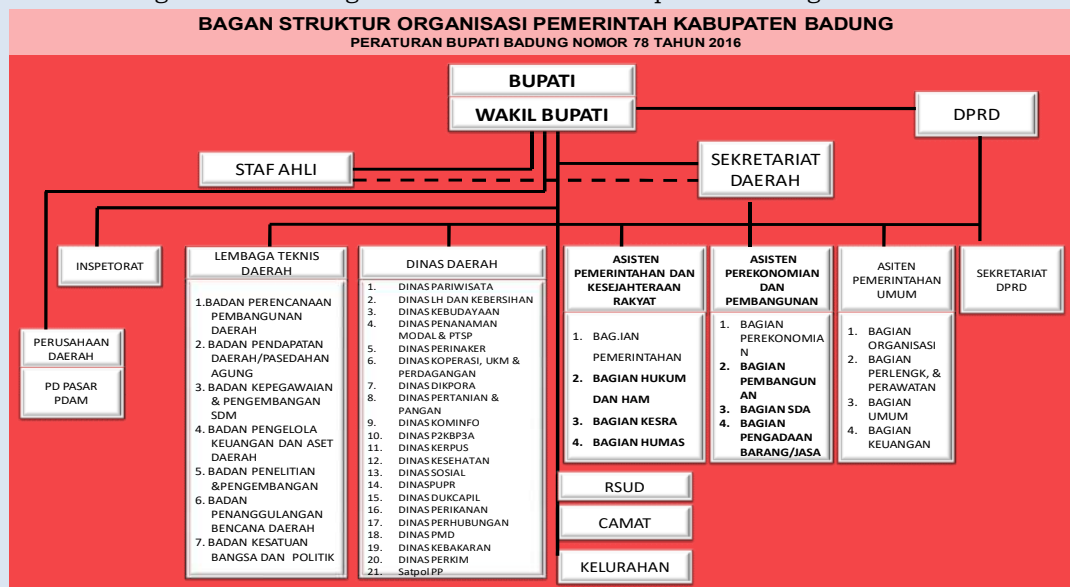 BAGAN STRUKTUR ORGANISASI PEMERINTAH KABUPATEN BADUNG
PERATURAN BUPATI BADUNG NOMOR 78 TAHUN 2016
BUPATI
WAKIL BUPATI
DPRD
STAF AHLI
SEKRETARIAT
DAERAH
INSPETORAT
PERUSAHAAN
DAERAH
PD PASAR
PDAM
LEMBAGA TEKNIS
DAERAH
1.BADAN PERENCANAAN
PEMBANGUNAN
DAERAH
2. BADAN PENDAPATAN
DAERAH/PASEDAHAN
AGUNG
3. BADAN KEPEGAWAIAN
& PENGEMBANGAN
SDM
4. BADAN PENGELOLA
KEUANGAN DAN ASET
DAERAH
5. BADAN PENELITIAN
&PENGEMBANGAN
6. BADAN
PENANGGULANGAN
BENCANA DAERAH
7. BADAN KESATUAN
BANGSA DAN POLITIK
DINAS DAERAH
1. DINAS PARIWISATA
2. DINAS LH DAN KEBERSIHAN
3. DINAS KEBUDAYAAN
4. DINAS PENANAMAN
MODAL & PTSP
5. DINAS PERINAKER
6. DINAS KOPERASI, UKM &
PERDAGANGAN
7. DINAS DIKPORA
8. DINAS PERTANIAN &
PANGAN
9. DINAS KOMINFO
10. DINAS P2KBP3A
11. DINAS KERPUS
12. DINAS KESEHATAN
13. DINAS SOSIAL
14. DINASPUPR
15. DINAS DUKCAPIL
16. DINAS PERIKANAN
17. DINAS PERHUBUNGAN
18. DINAS PMD
19. DINAS KEBAKARAN
20. DINAS PERKIM
21. Satpol PP
ASISTEN
PEMERINTAHAN DAN
KESEJAHTERAAN
RAKYAT
1. BAG.IAN
PEMERINTAHAN
2. BAGIAN HUKUM
DAN HAM
3. BAGIAN KESRA
4. BAGIAN HUMAS
ASISTEN
PEREKONOMIAN
DAN
PEMBANGUNAN
1. BAGIAN
PEREKONOMIA
N
2. BAGIAN
PEMBANGUN
AN
3. BAGIAN SDA
4. BAGIAN
PENGADAAN
BARANG/JASA
ASITEN
PEMERINTAHAN
UMUM
1. BAGIAN
ORGANISASI
2. BAGIAN
PERLENGK, &
PERAWATAN
3. BAGIAN
UMUM
4. BAGIAN
KEUANGAN
SEKRETARIAT
DPRD
RSUD
CAMAT
KELURAHAN